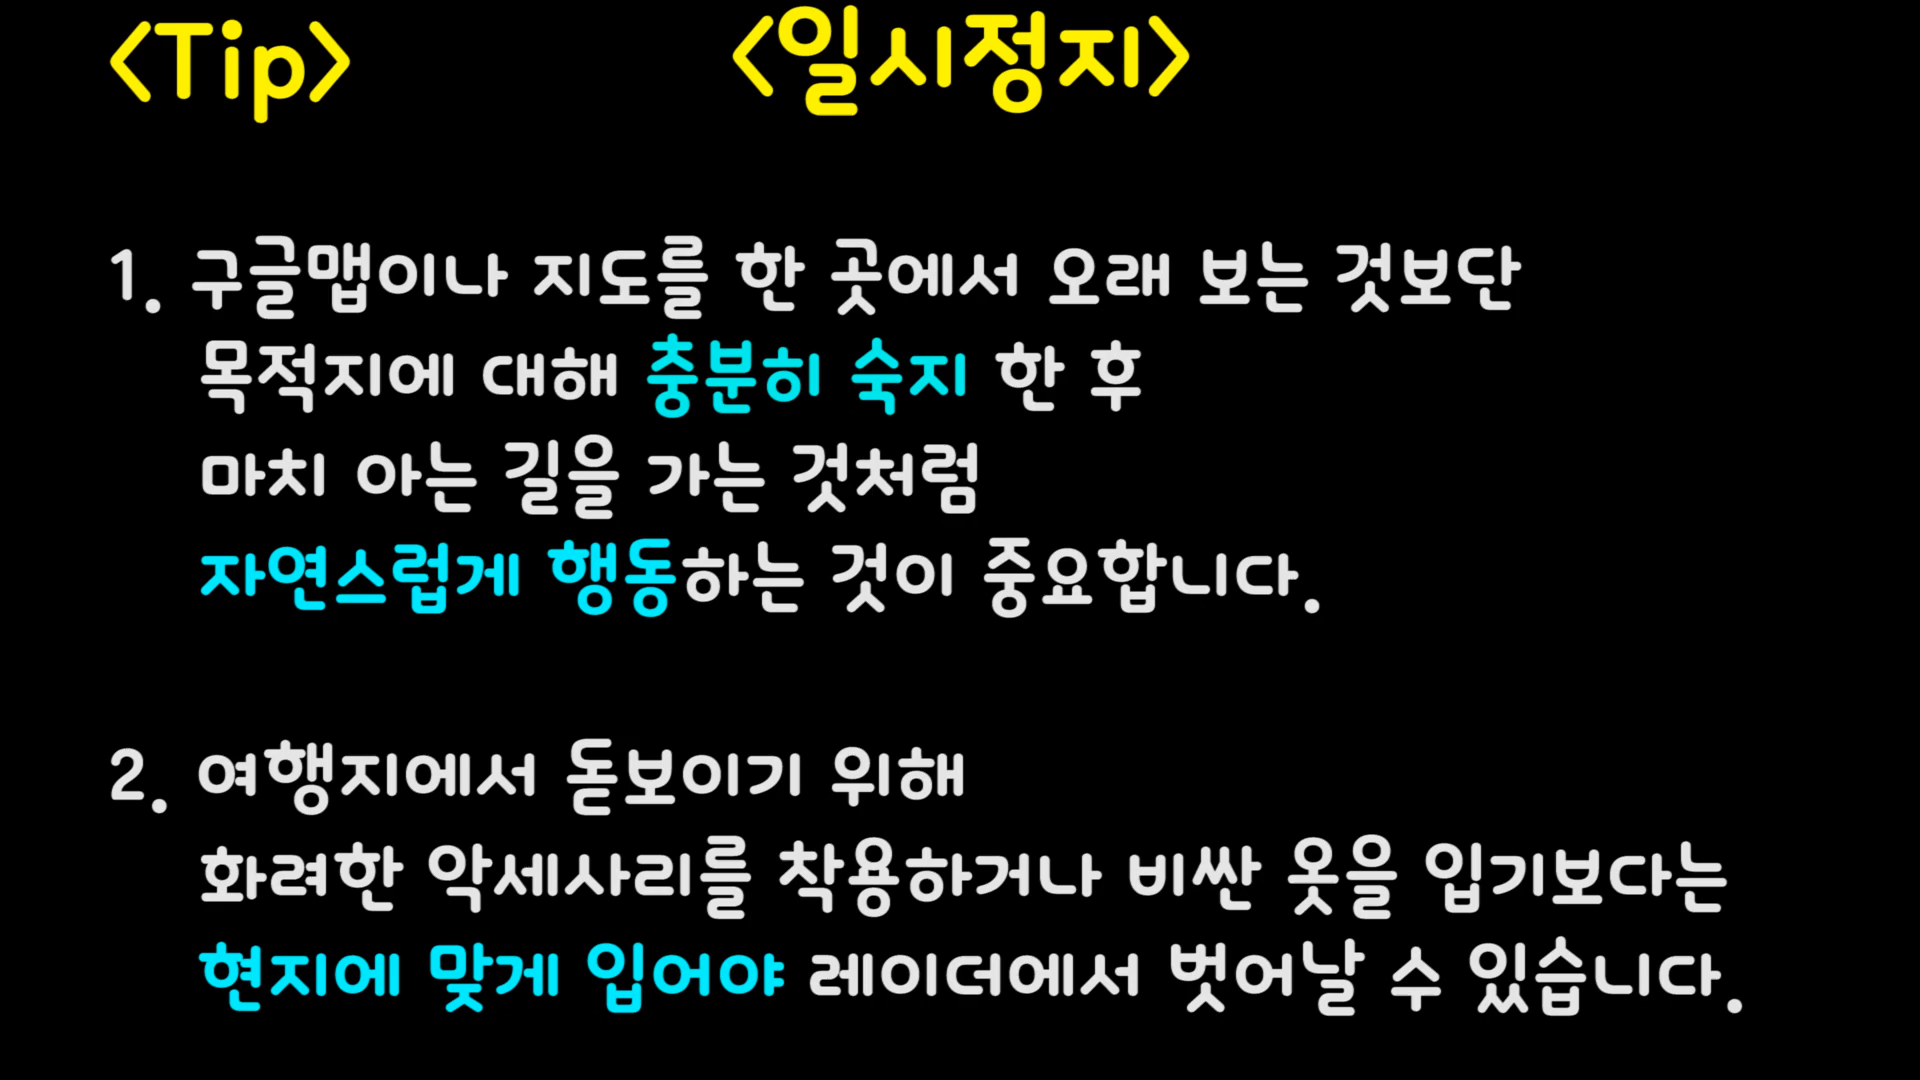 <Tip> <일시정지>
1. 구글맵이나 지도를 한 곳에서 오래 보는 것보단
목적지에 대해 충분히 숙지 한 후
마치 아는 길을 가는 것처럼
자연스럽게 행동하는 것이 중요합니다.
2. 여행지에서 돋보이기 위해
화려한 악세사리를 착용하거나 비싼 옷을 입기보다는
현지에 맞게 입어야 레이더에서 벗어날 수 있습니다.